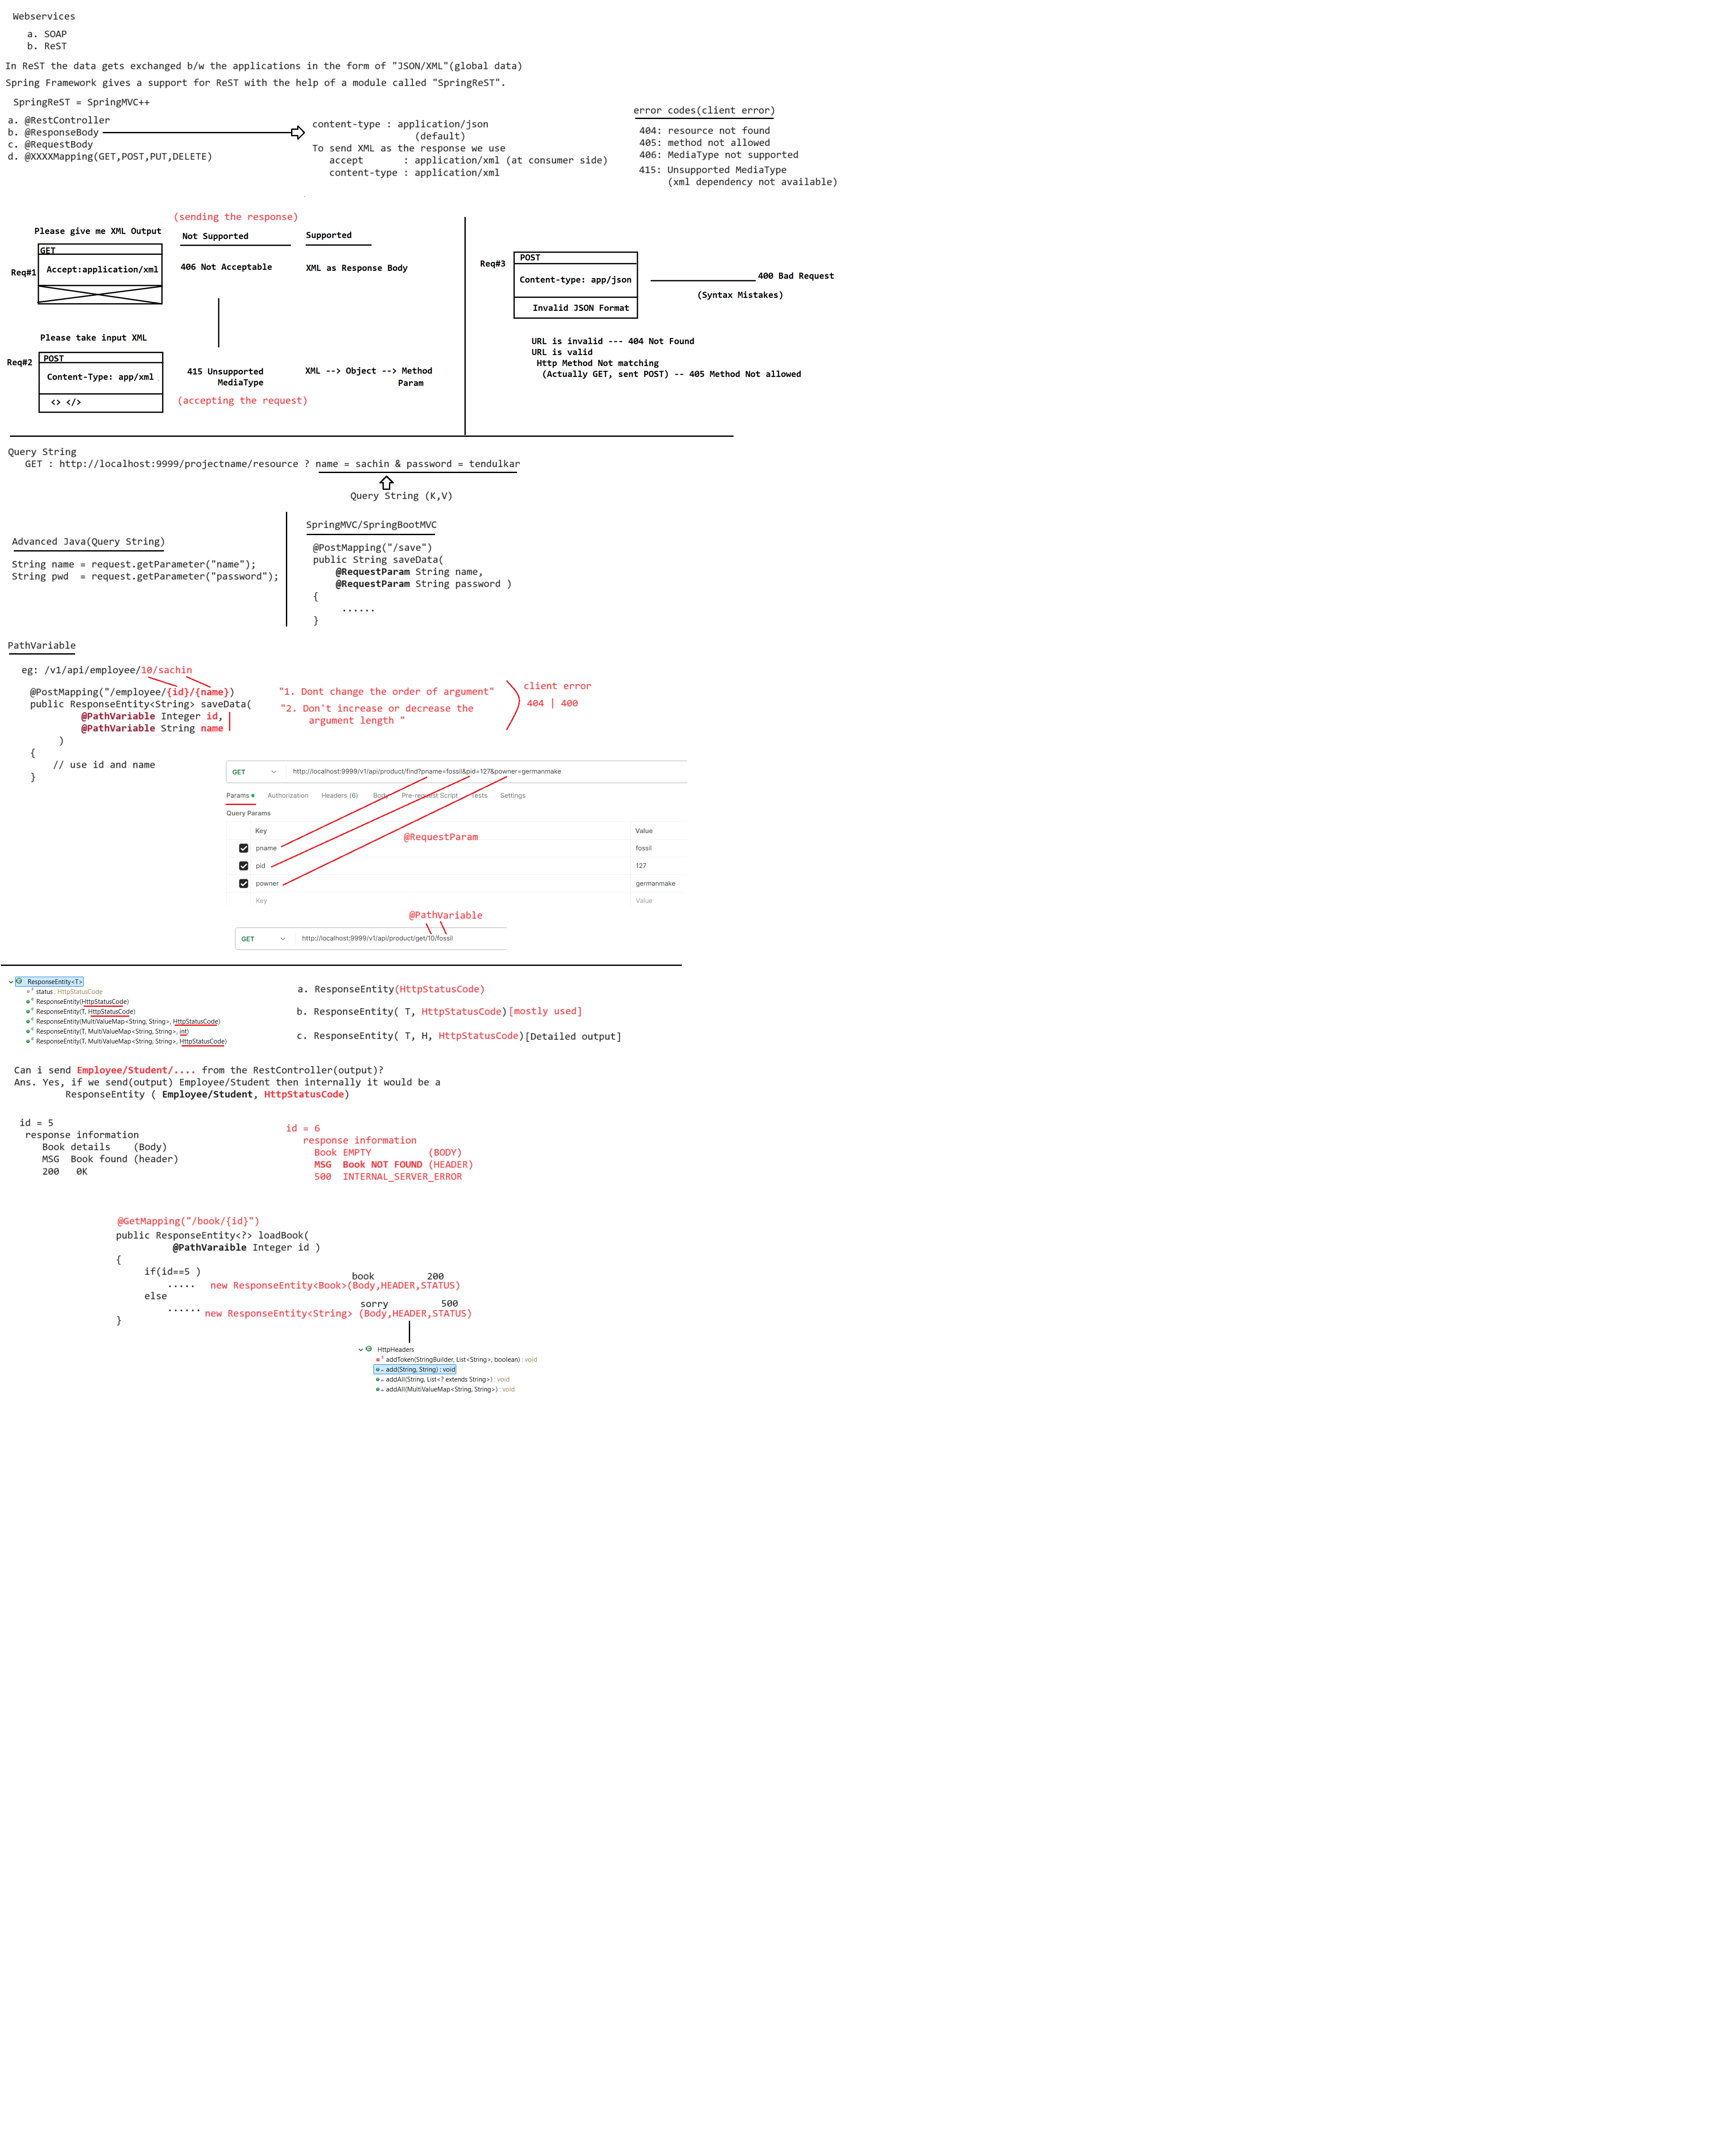 Webservices
a. SOAP
b. ReST
In ReST the data gets exchanged b/w the applications in the form of "JSON/XML"(global data)
Spring Framework gives a support for ReST with the help of a module called "SpringReST".
SpringReST = SpringMVC++
a. @RestController
b. @ResponseBody
c. @RequestBody
d. @XXXXMapping(GET,POST,PUT,DELETE)
content-type : application/json
(default)
To send XML as the response we use
accept : application/xml (at consumer side)
content-type : application/xml
error codes(client error)
404: resource not found
405: method not allowed
406: MediaType not supported
415: Unsupported MediaType
(xml dependency not available)
(sending the response)
Please give me XML Output
Not Supported
Supported
Req#1
GET
Accept:application/xml
406 Not Acceptable
XML as Response Body
Please take input XML
Req#2
POST
Content-Type: app/xml
<> </>
415 Unsupported
MediaType
XML --> Object --> Method
Param
(accepting the request)
Req#3
POST
Content-type: app/json
Invalid JSON Format
400 Bad Request
(Syntax Mistakes)
URL is invalid --- 404 Not Found
URL is valid
Http Method Not matching
(Actually GET, sent POST) -- 405 Method Not allowed
Query String
GET : http://localhost:9999/projectname/resource ? name = sachin & password = tendulkar
Query String (K,V)
Advanced Java(Query String)
String name = request.getParameter("name");
String pwd = request.getParameter("password");
SpringMVC/SpringBootMVC
@PostMapping("/save")
public String saveData(
@RequestParam String name,
@RequestParam String password )
{
......
}
PathVariable
eg: /v1/api/employee/10/sachin
@PostMapping("/employee/{id}/{name})
public ResponseEntity<String> saveData(
@PathVariable Integer id,
@PathVariable String name
)
{
// use id and name
}
"1. Dont change the order of argument"
"2. Don't increase or decrease the
argument length "
client error
404 | 400
GET http://localhost:9999/v1/api/product/find?pname=fossil&pid=127&powner=germanmake
Params Authorization Headers (6) Body Pre-request Script Tests Settings
Query Params
Key Value
@RequestParam
pname fossil
pid 127
powner germanmake
Key Value
@PathVariable
GET http://localhost:9999/v1/api/product/get/10/fossil
ResponseEntity<T>
status : HttpStatusCode
ResponseEntity(HttpStatusCode)
ResponseEntity(T, HttpStatusCode)
ResponseEntity(MultiValueMap<String, String>, HttpStatusCode)
ResponseEntity(T, MultiValueMap<String, String>, int)
ResponseEntity(T, MultiValueMap<String, String>, HttpStatusCode)
a. ResponseEntity(HttpStatusCode)
b. ResponseEntity( T, HttpStatusCode)[mostly used]
c. ResponseEntity( T, H, HttpStatusCode)[Detailed output]
Can i send Employee/Student/.... from the RestController(output)?
Ans. Yes, if we send(output) Employee/Student then internally it would be a
ResponseEntity ( Employee/Student, HttpStatusCode)
id = 5
response information
Book details (Body)
MSG Book found (header)
200 OK
id = 6
response information
Book EMPTY (BODY)
MSG Book NOT FOUND (HEADER)
500 INTERNAL_SERVER_ERROR
@GetMapping("/book/{id}")
public ResponseEntity<?> loadBook(
@PathVaraible Integer id )
{
if(id==5 )
book 200
..... new ResponseEntity<Book>(Body,HEADER,STATUS)
else
sorry 500
...... new ResponseEntity<String> (Body,HEADER,STATUS)
}
HttpHeaders
addToken(StringBuilder, List<String>, boolean) : void
add(String, String) : void
addAll(String, List<? extends String>) : void
addAll(MultiValueMap<String, String>) : void